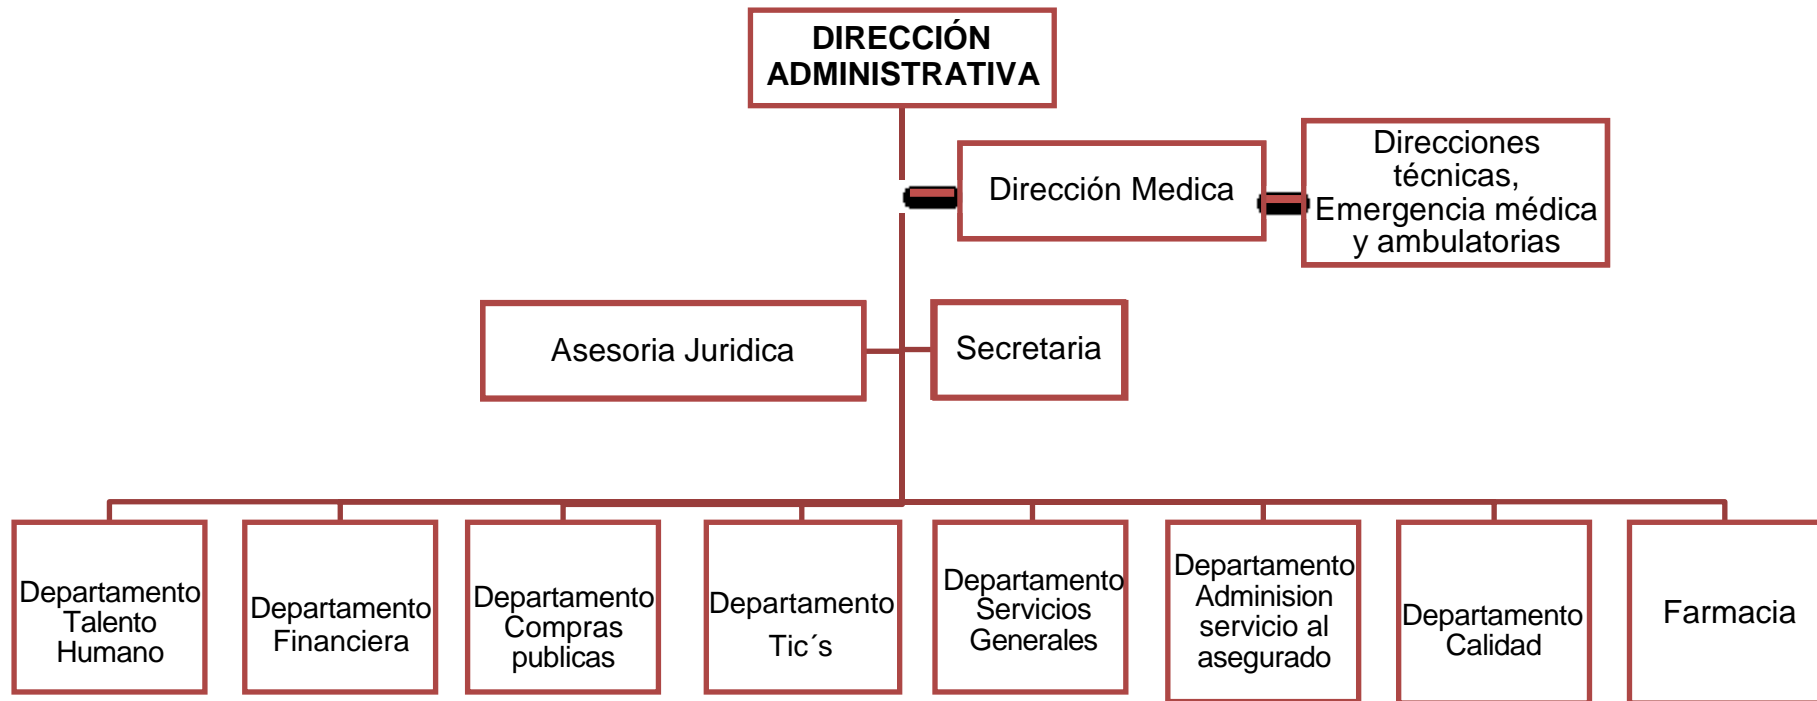 DIRECCIÓN
ADMINISTRATIVA
Dirección Medica
Direcciones
técnicas,
Emergencia médica
y ambulatorias
Asesoria Juridica
Secretaria
Departamento
Talento
Humano
Departamento
Financiera
Departamento
Compras
publicas
Departamento
Tic´s
Departamento
Servicios
Generales
Departamento
Adminision
servicio al
asegurado
Departamento
Calidad
Farmacia